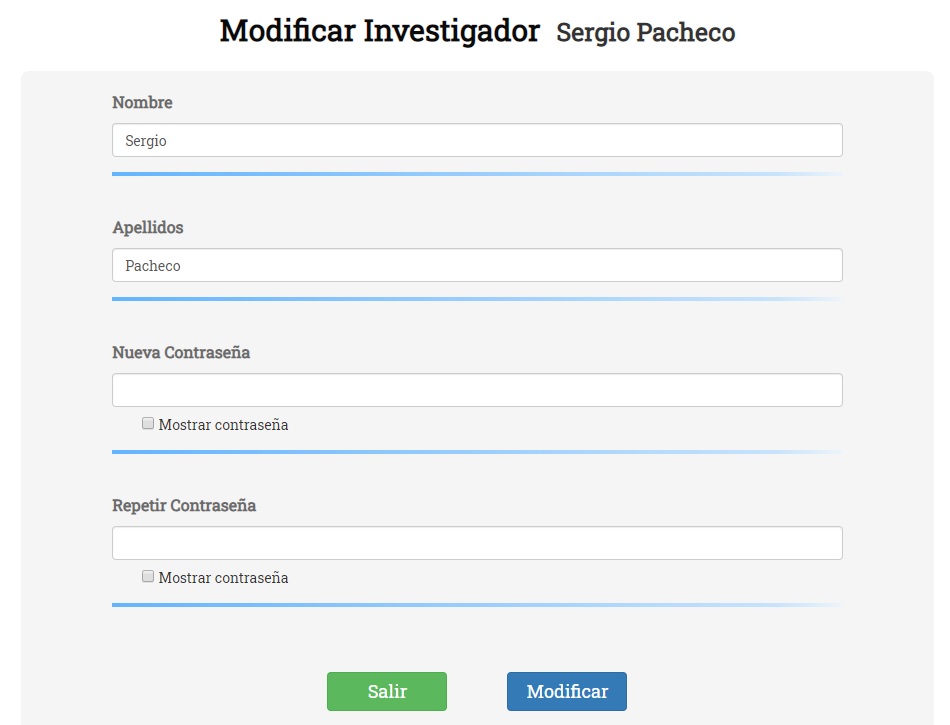 Modificar Investigador Sergio Pacheco
Nombre
Sergio
Apellidos
Pacheco
Nueva Contraseña
Mostrar contraseña
Repetir Contraseña
Mostrar contraseña
Salir Modificar